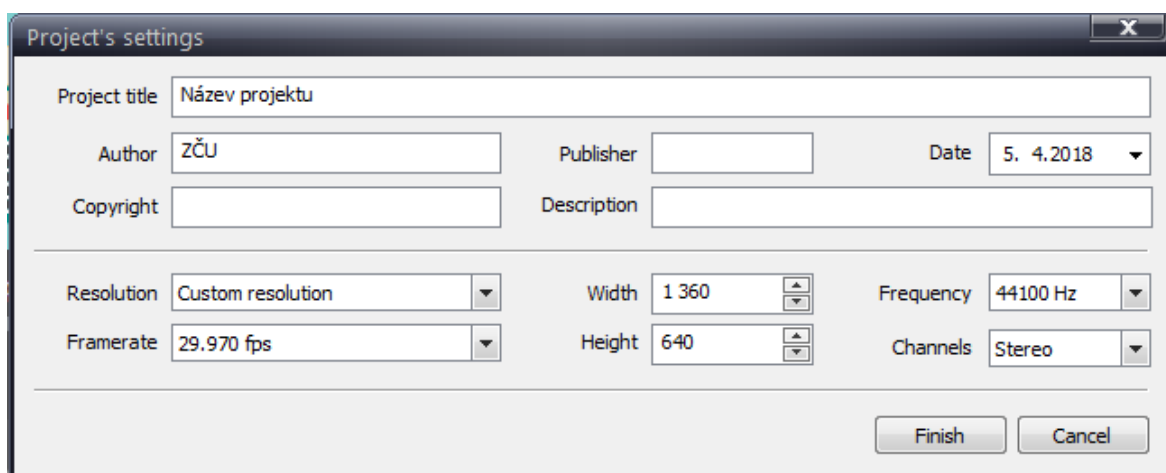 Project's settings
X
Project title Název projektu
Author ZČU Publisher Date 5. 4.2018
Copyright Description
Resolution Custom resolution Width 1 360 Frequency 44100 Hz
Framerate 29.970 fps Height 640 Channels Stereo
Finish Cancel